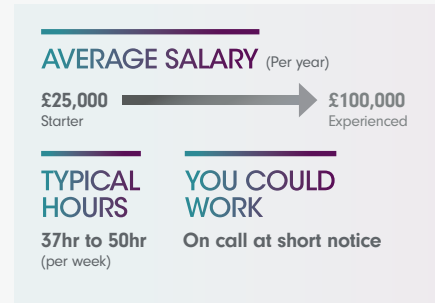 AVERAGE SALARY (Per year)
£25,000
Starter
£100,000
Experienced
TYPICAL
HOURS
37hr to 50hr
(per week)
YOU COULD
WORK
On call at short notice